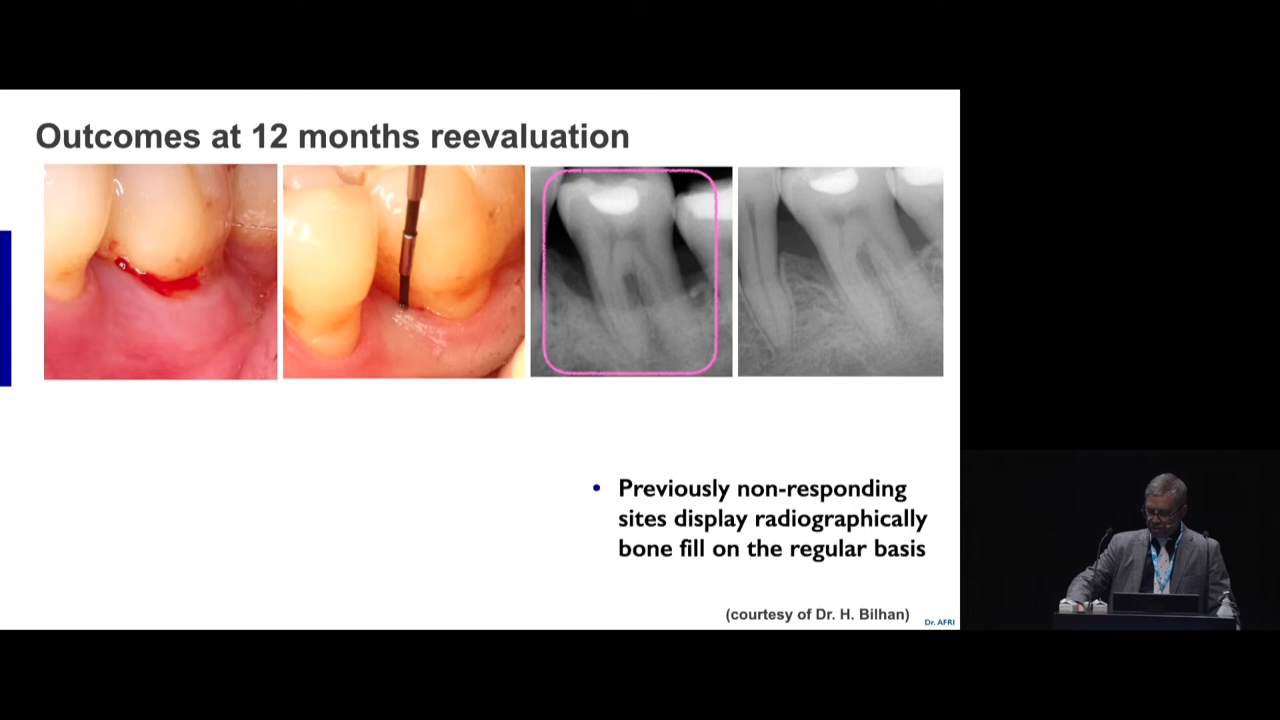 Outcomes at 12 months reevaluation
• Previously non-responding
sites display radiographically
bone fill on the regular basis
(courtesy of Dr. H. Bilhan)
Dr. AFRI